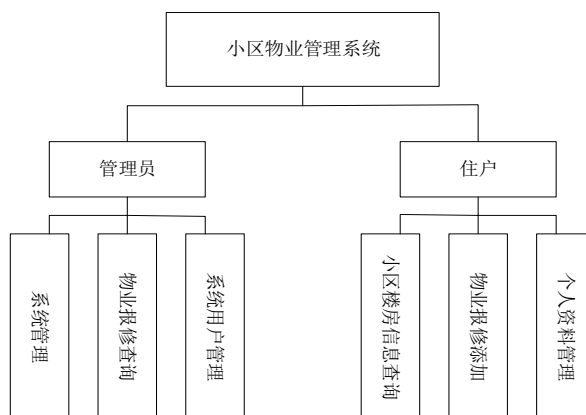 小区物业管理系统
管理员
住户
系统管理
物业报修查询
系统用户管理
小区楼房信息查询
物业报修添加
个人资料管理